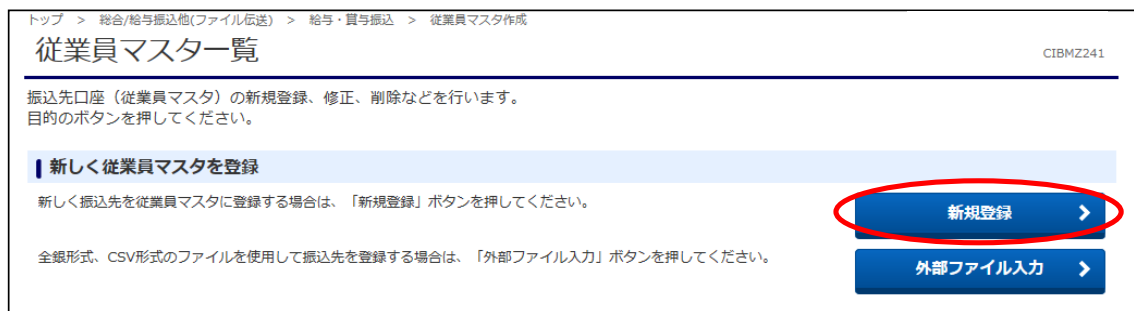 トップ > 総合/給与振込他(ファイル伝送) > 給与・賞与振込 > 従業員マスタ作成
従業員マスタ一覧
CIBMZ241
振込先口座（従業員マスタ）の新規登録、修正、削除などを行います。
目的のボタンを押してください。
新しく従業員マスタを登録
新しく振込先を従業員マスタに登録する場合は、「新規登録」ボタンを押してください。
新規登録
全銀形式、CSV形式のファイルを使用して振込先を登録する場合は、「外部ファイル入力」ボタンを押してください。
外部ファイル入力